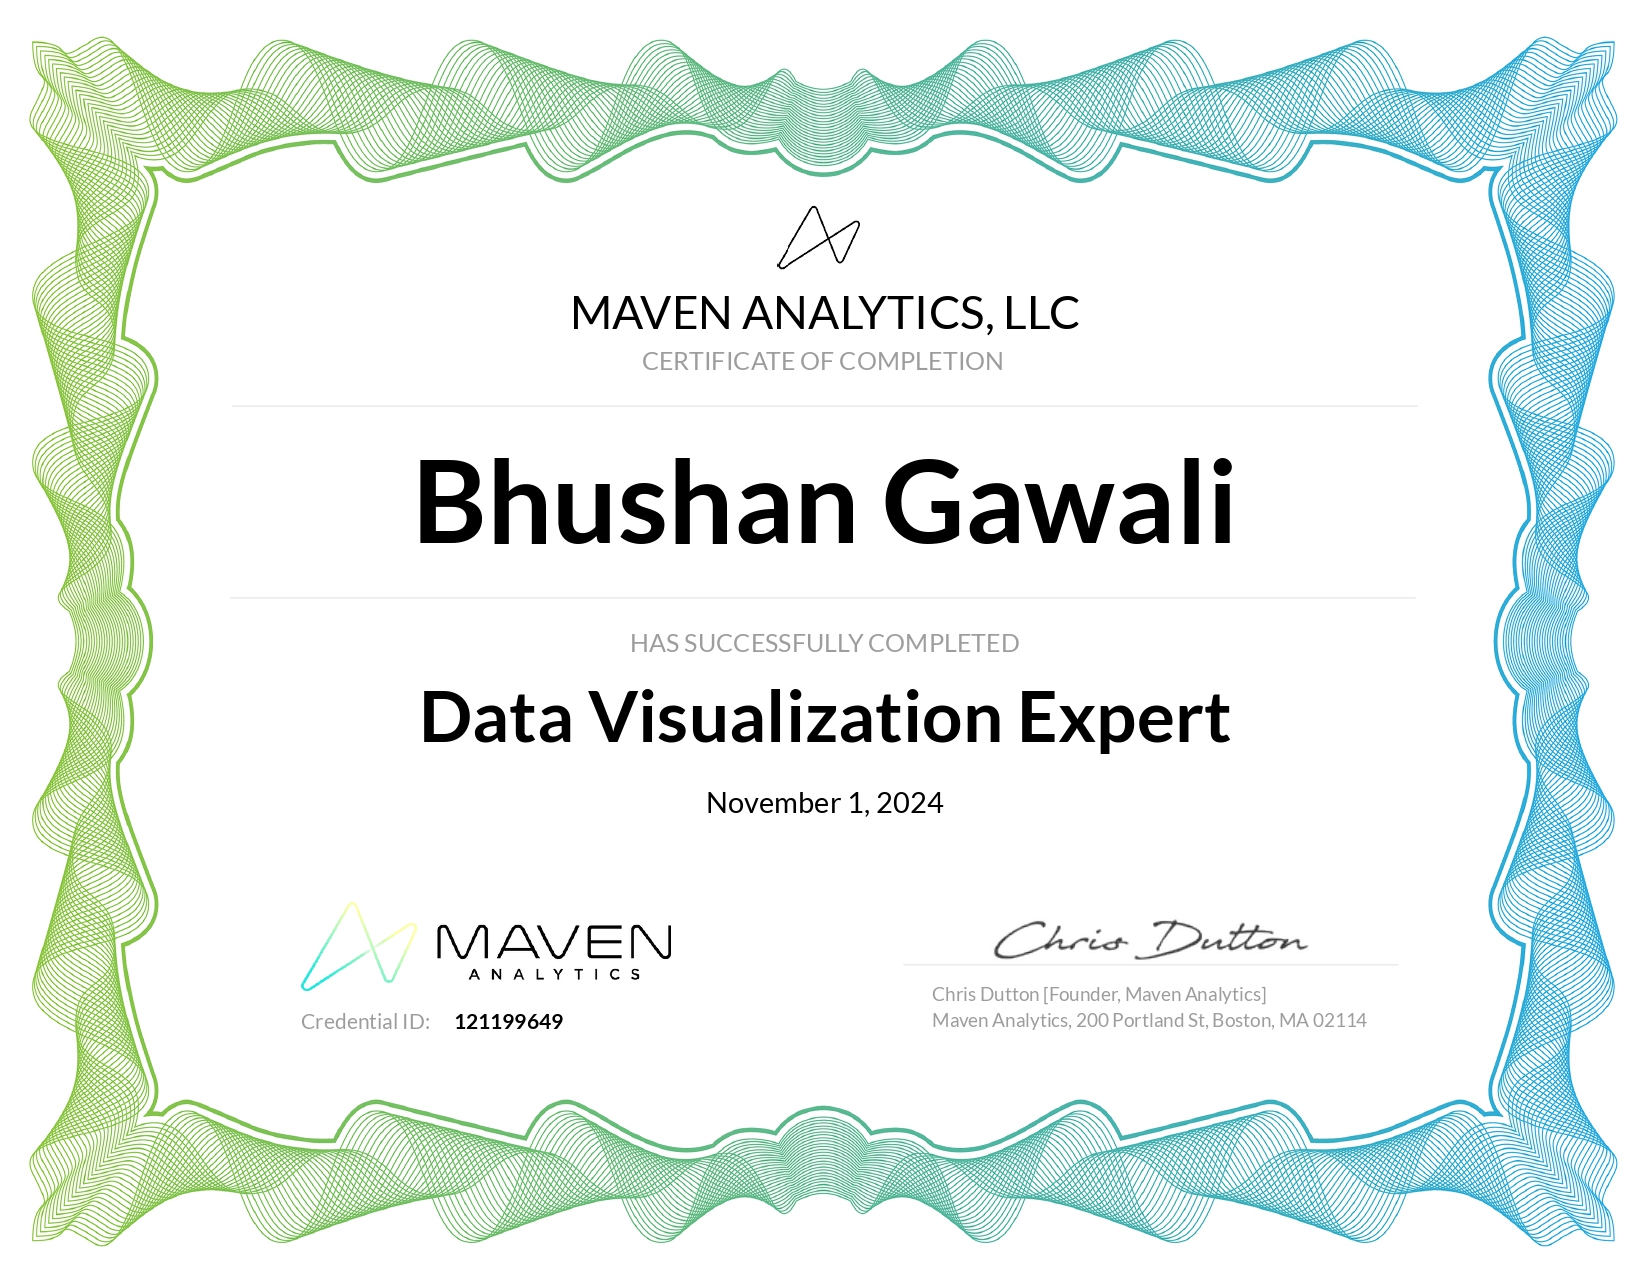 MAVEN ANALYTICS, LLC
CERTIFICATE OF COMPLETION
Bhushan Gawali
HAS SUCCESSFULLY COMPLETED
Data Visualization Expert
November 1, 2024
MAVEN
ANALYTICS
Credential ID: 121199649
Chris Dutton
Chris Dutton [Founder, Maven Analytics]
Maven Analytics, 200 Portland St, Boston, MA 02114